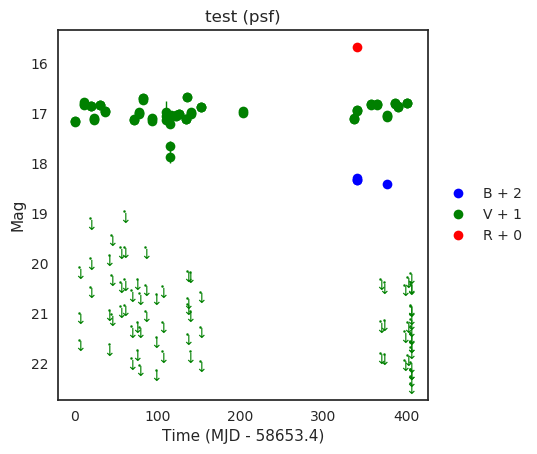 test (psf)
16
17
18
19
20
21
22
Mag
0
100
200
300
400
Time (MJD - 58653.4)
B + 2
V + 1
R + 0